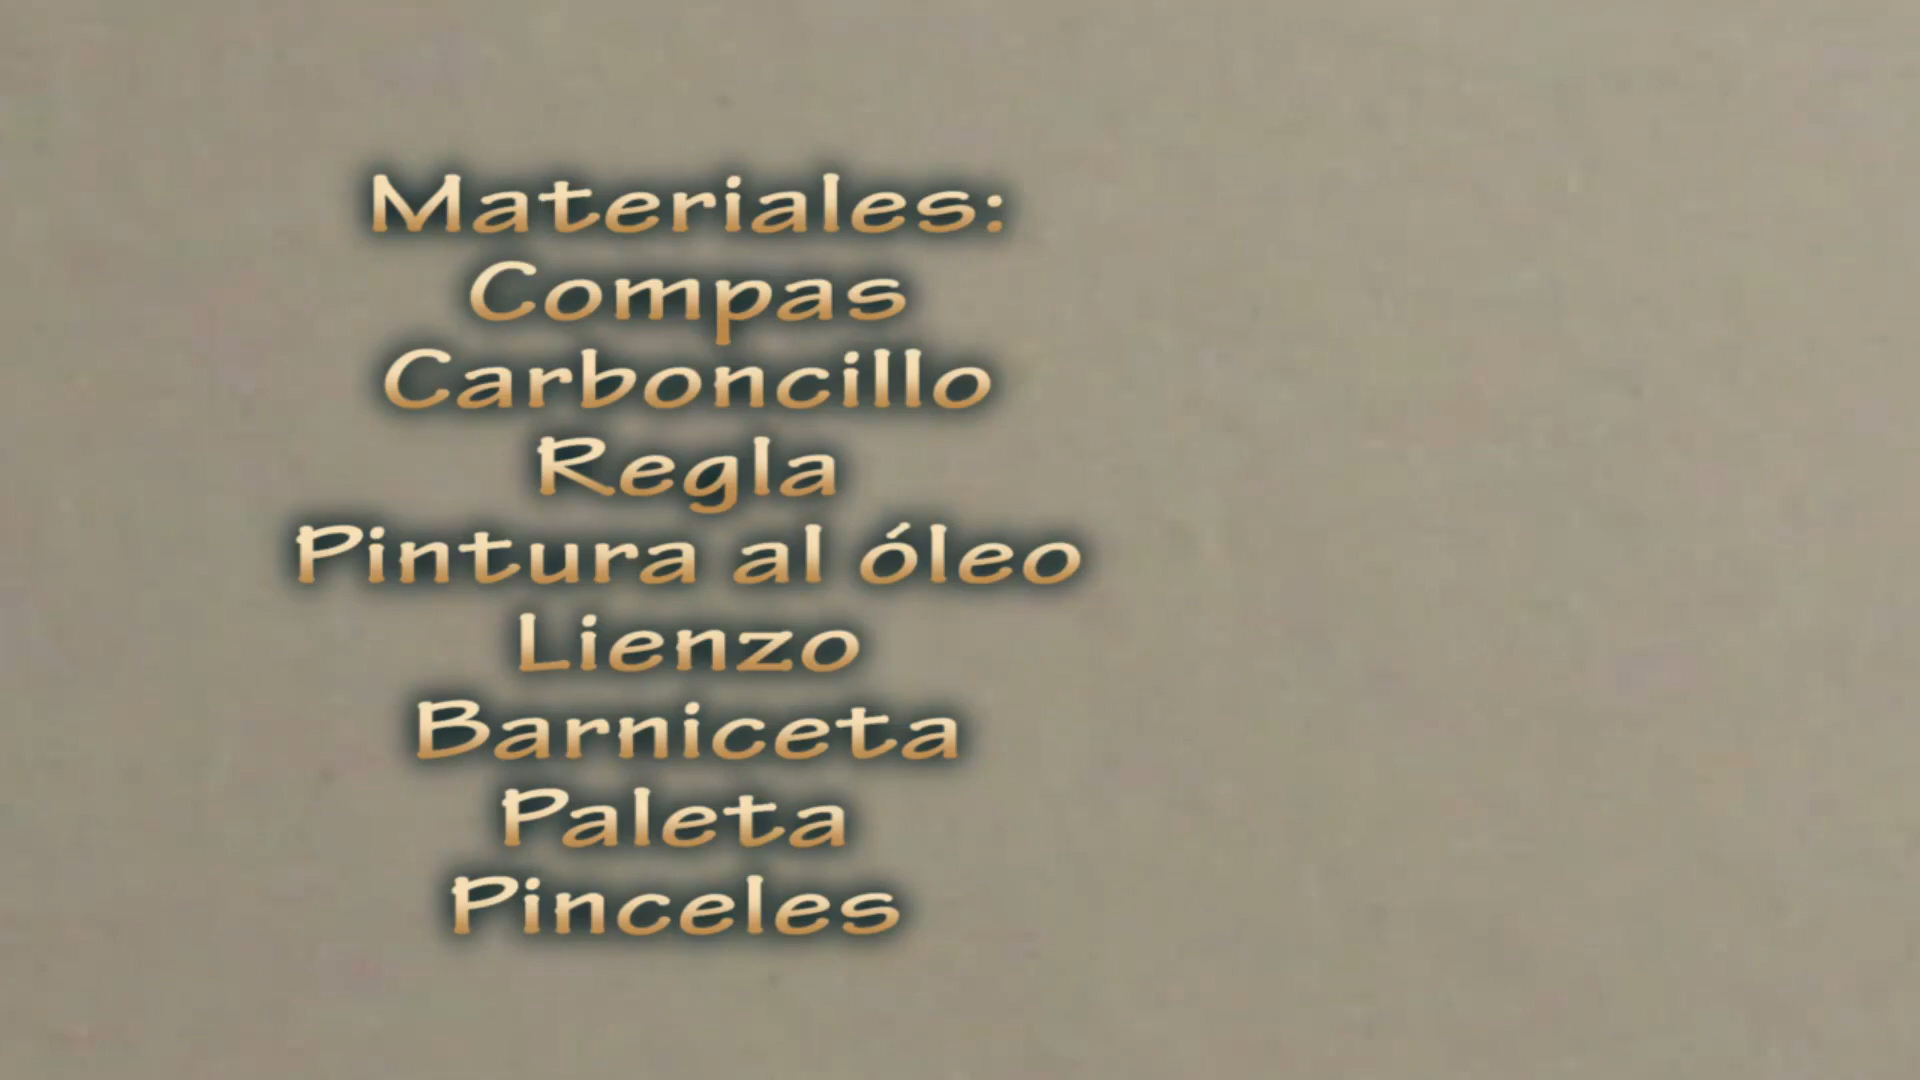 Materiales:
Compas
Carboncillo
Regla
Pintura al óleo
Lienzo
Barniceta
Paleta
Pinceles